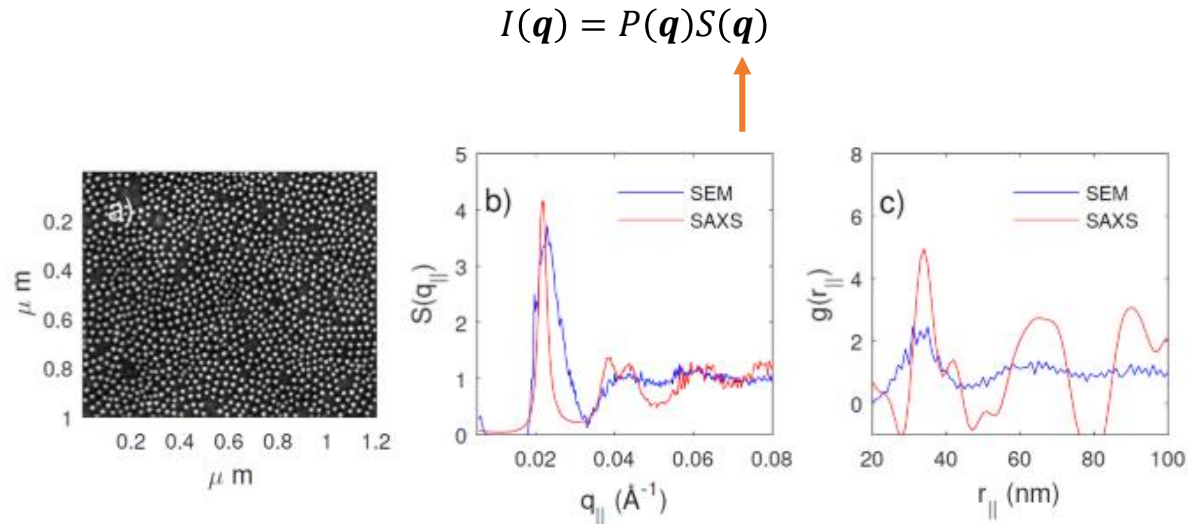 I(q) = P(q)S(q)
a)
0.2
0.4
0.6
0.8
1
μ m
0.2 0.4 0.6 0.8 1 1.2
μ m
b)
SEM
SAXS
5
4
3
2
1
0
S(q||)
0.02 0.04 0.06 0.08
q|| (Å⁻¹)
c)
SEM
SAXS
8
6
4
2
0
g(r||)
20 40 60 80 100
r|| (nm)